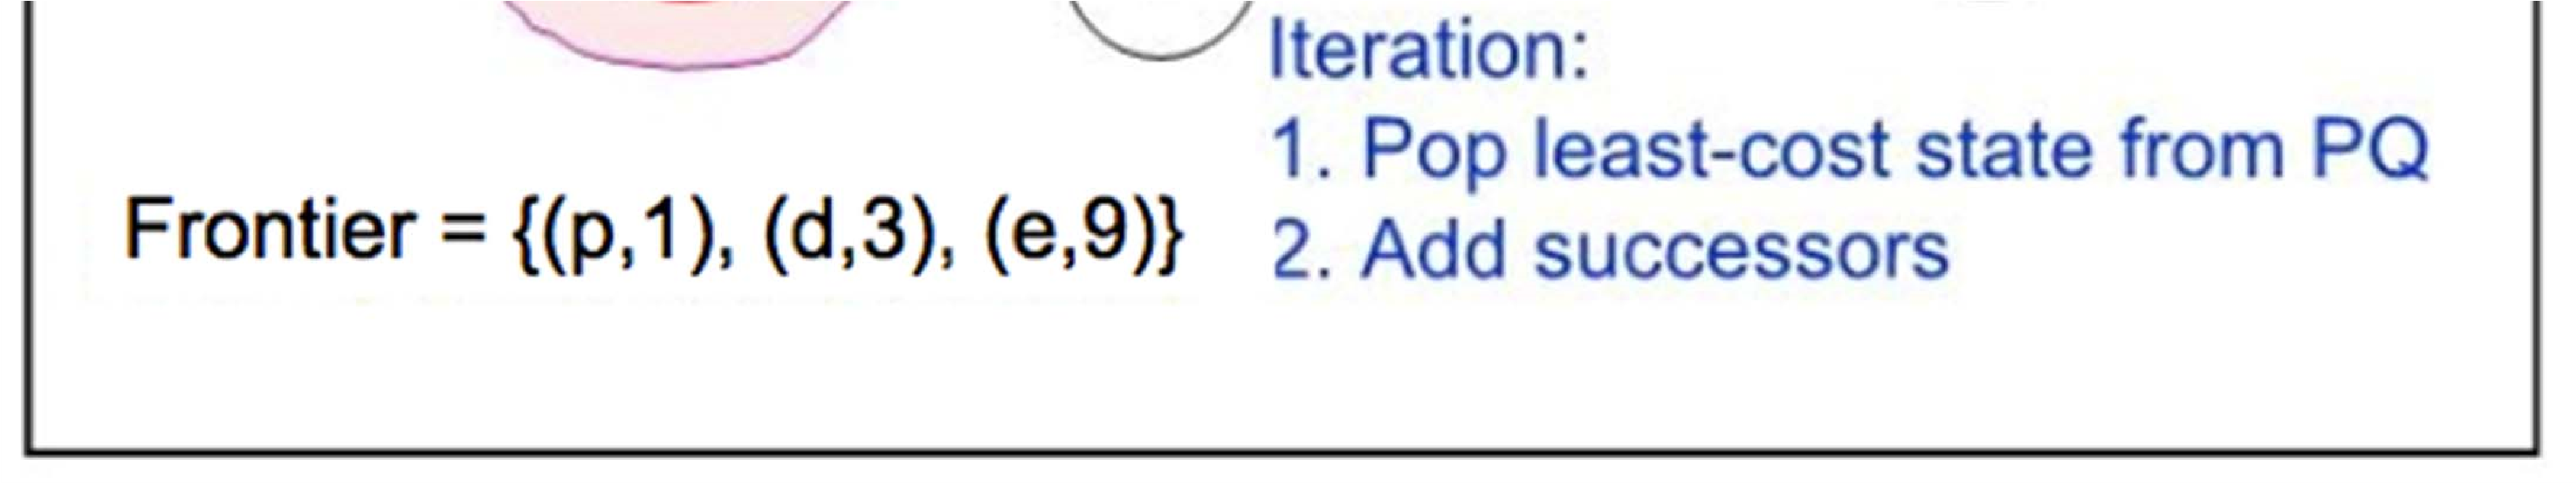 Iteration:
1. Pop least-cost state from PQ
Frontier = {(p,1), (d,3), (e,9)}
2. Add successors